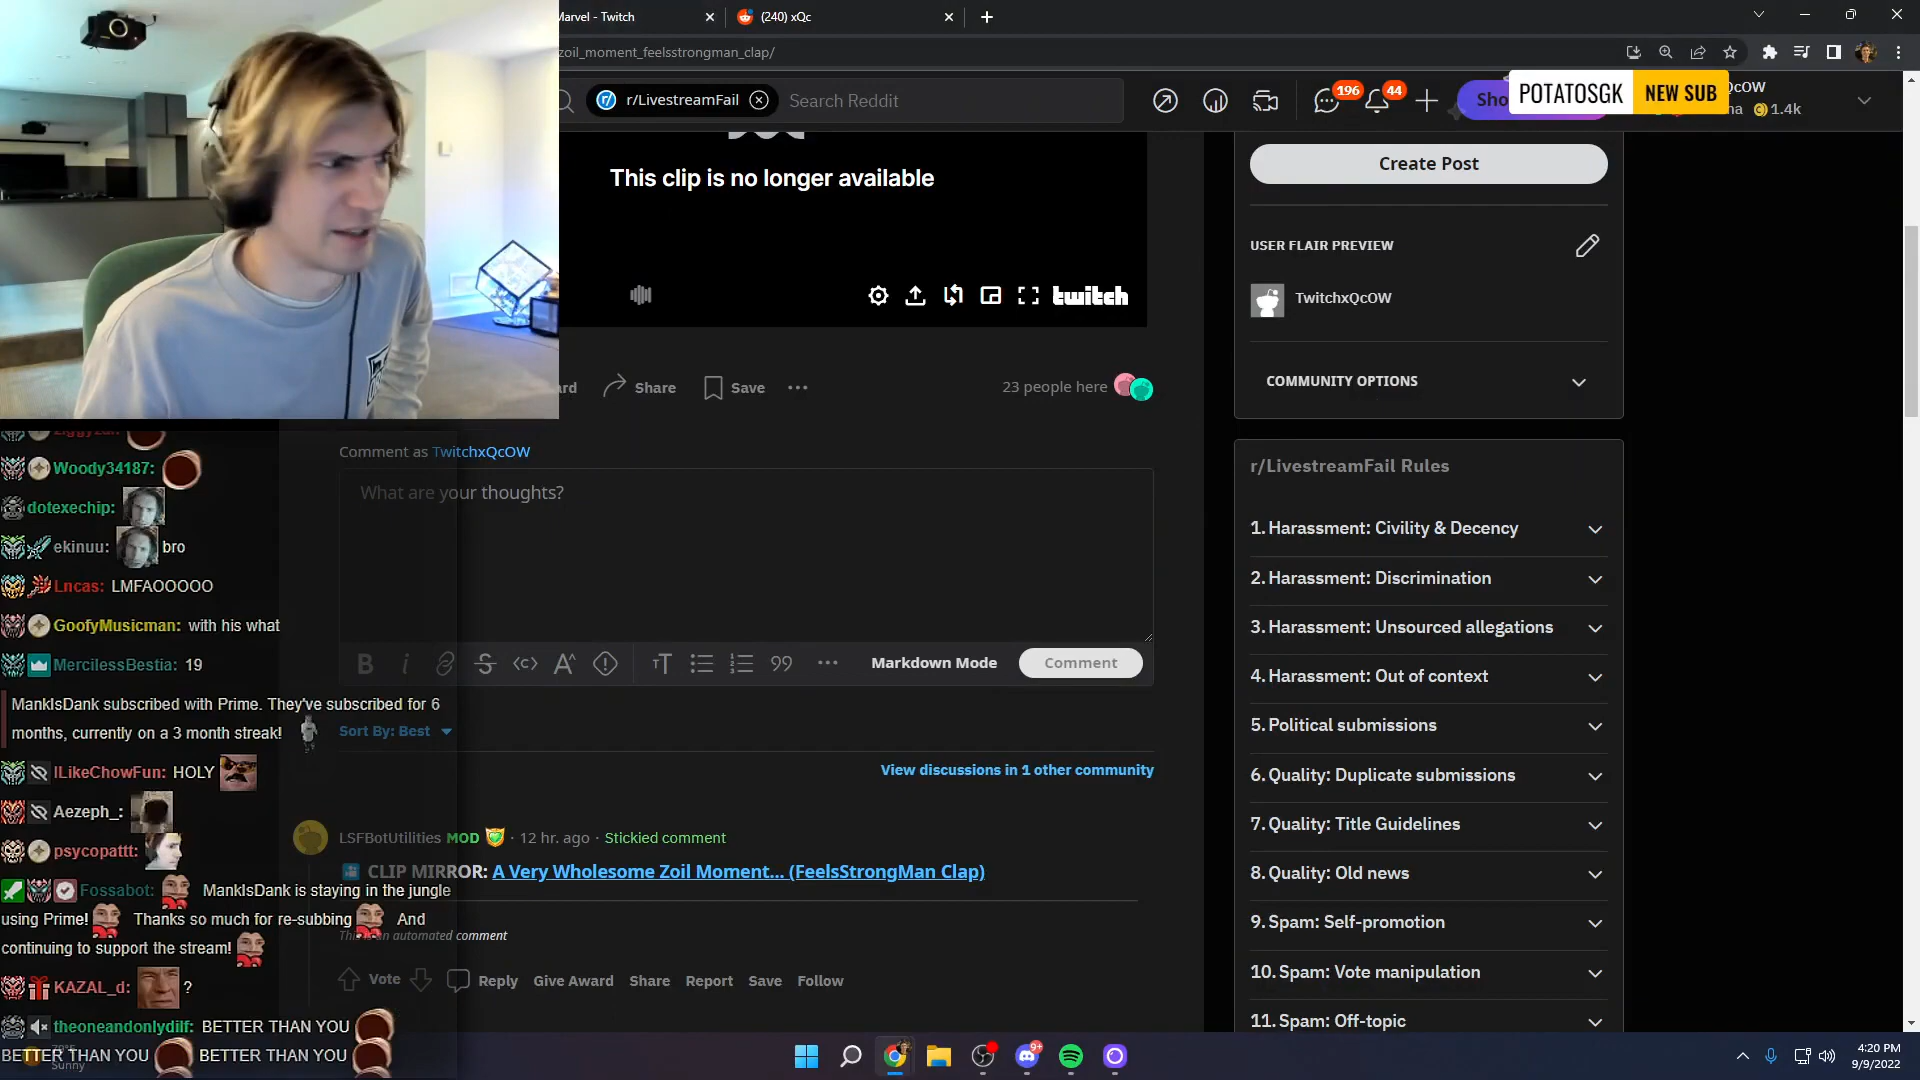 Marvel - Twitch
(240) xQc
zoil_moment_feelsstrongman_clap/
r/LivestreamFail
Search Reddit
196
44
Sho
POTATOSGK NEW SUB
QcOW
1.4k
This clip is no longer available
twitch
Share
Save
23 people here
Create Post
USER FLAIR PREVIEW
TwitchxQcOW
COMMUNITY OPTIONS
Comment as TwitchxQcOW
What are your thoughts?
Markdown Mode
Comment
Sort By: Best
View discussions in 1 other community
LSFBotUtilities MOD · 12 hr. ago · Stickied comment
CLIP MIRROR: A Very Wholesome Zoil Moment... (FeelsStrongMan Clap)
This is an automated comment
Vote
Reply
Give Award
Share
Report
Save
Follow
r/LivestreamFail Rules
1. Harassment: Civility & Decency
2. Harassment: Discrimination
3. Harassment: Unsourced allegations
4. Harassment: Out of context
5. Political submissions
6. Quality: Duplicate submissions
7. Quality: Title Guidelines
8. Quality: Old news
9. Spam: Self-promotion
10. Spam: Vote manipulation
11. Spam: Off-topic
Woody34187:
dotexechip:
ekinuu: bro
Lncas: LMFAOOOOO
GoofyMusicman: with his what
MercilessBestia: 19
MankIsDank subscribed with Prime. They've subscribed for 6
months, currently on a 3 month streak!
ILikeChowFun: HOLY
Aezeph_:
psycopattt:
Fossabot: MankIsDank is staying in the jungle
using Prime! Thanks so much for re-subbing And
continuing to support the stream!
KAZAL_d: ?
theoneandonlydilf: BETTER THAN YOU
BETTER THAN YOU BETTER THAN YOU
Sunny
9+
4:20 PM
9/9/2022